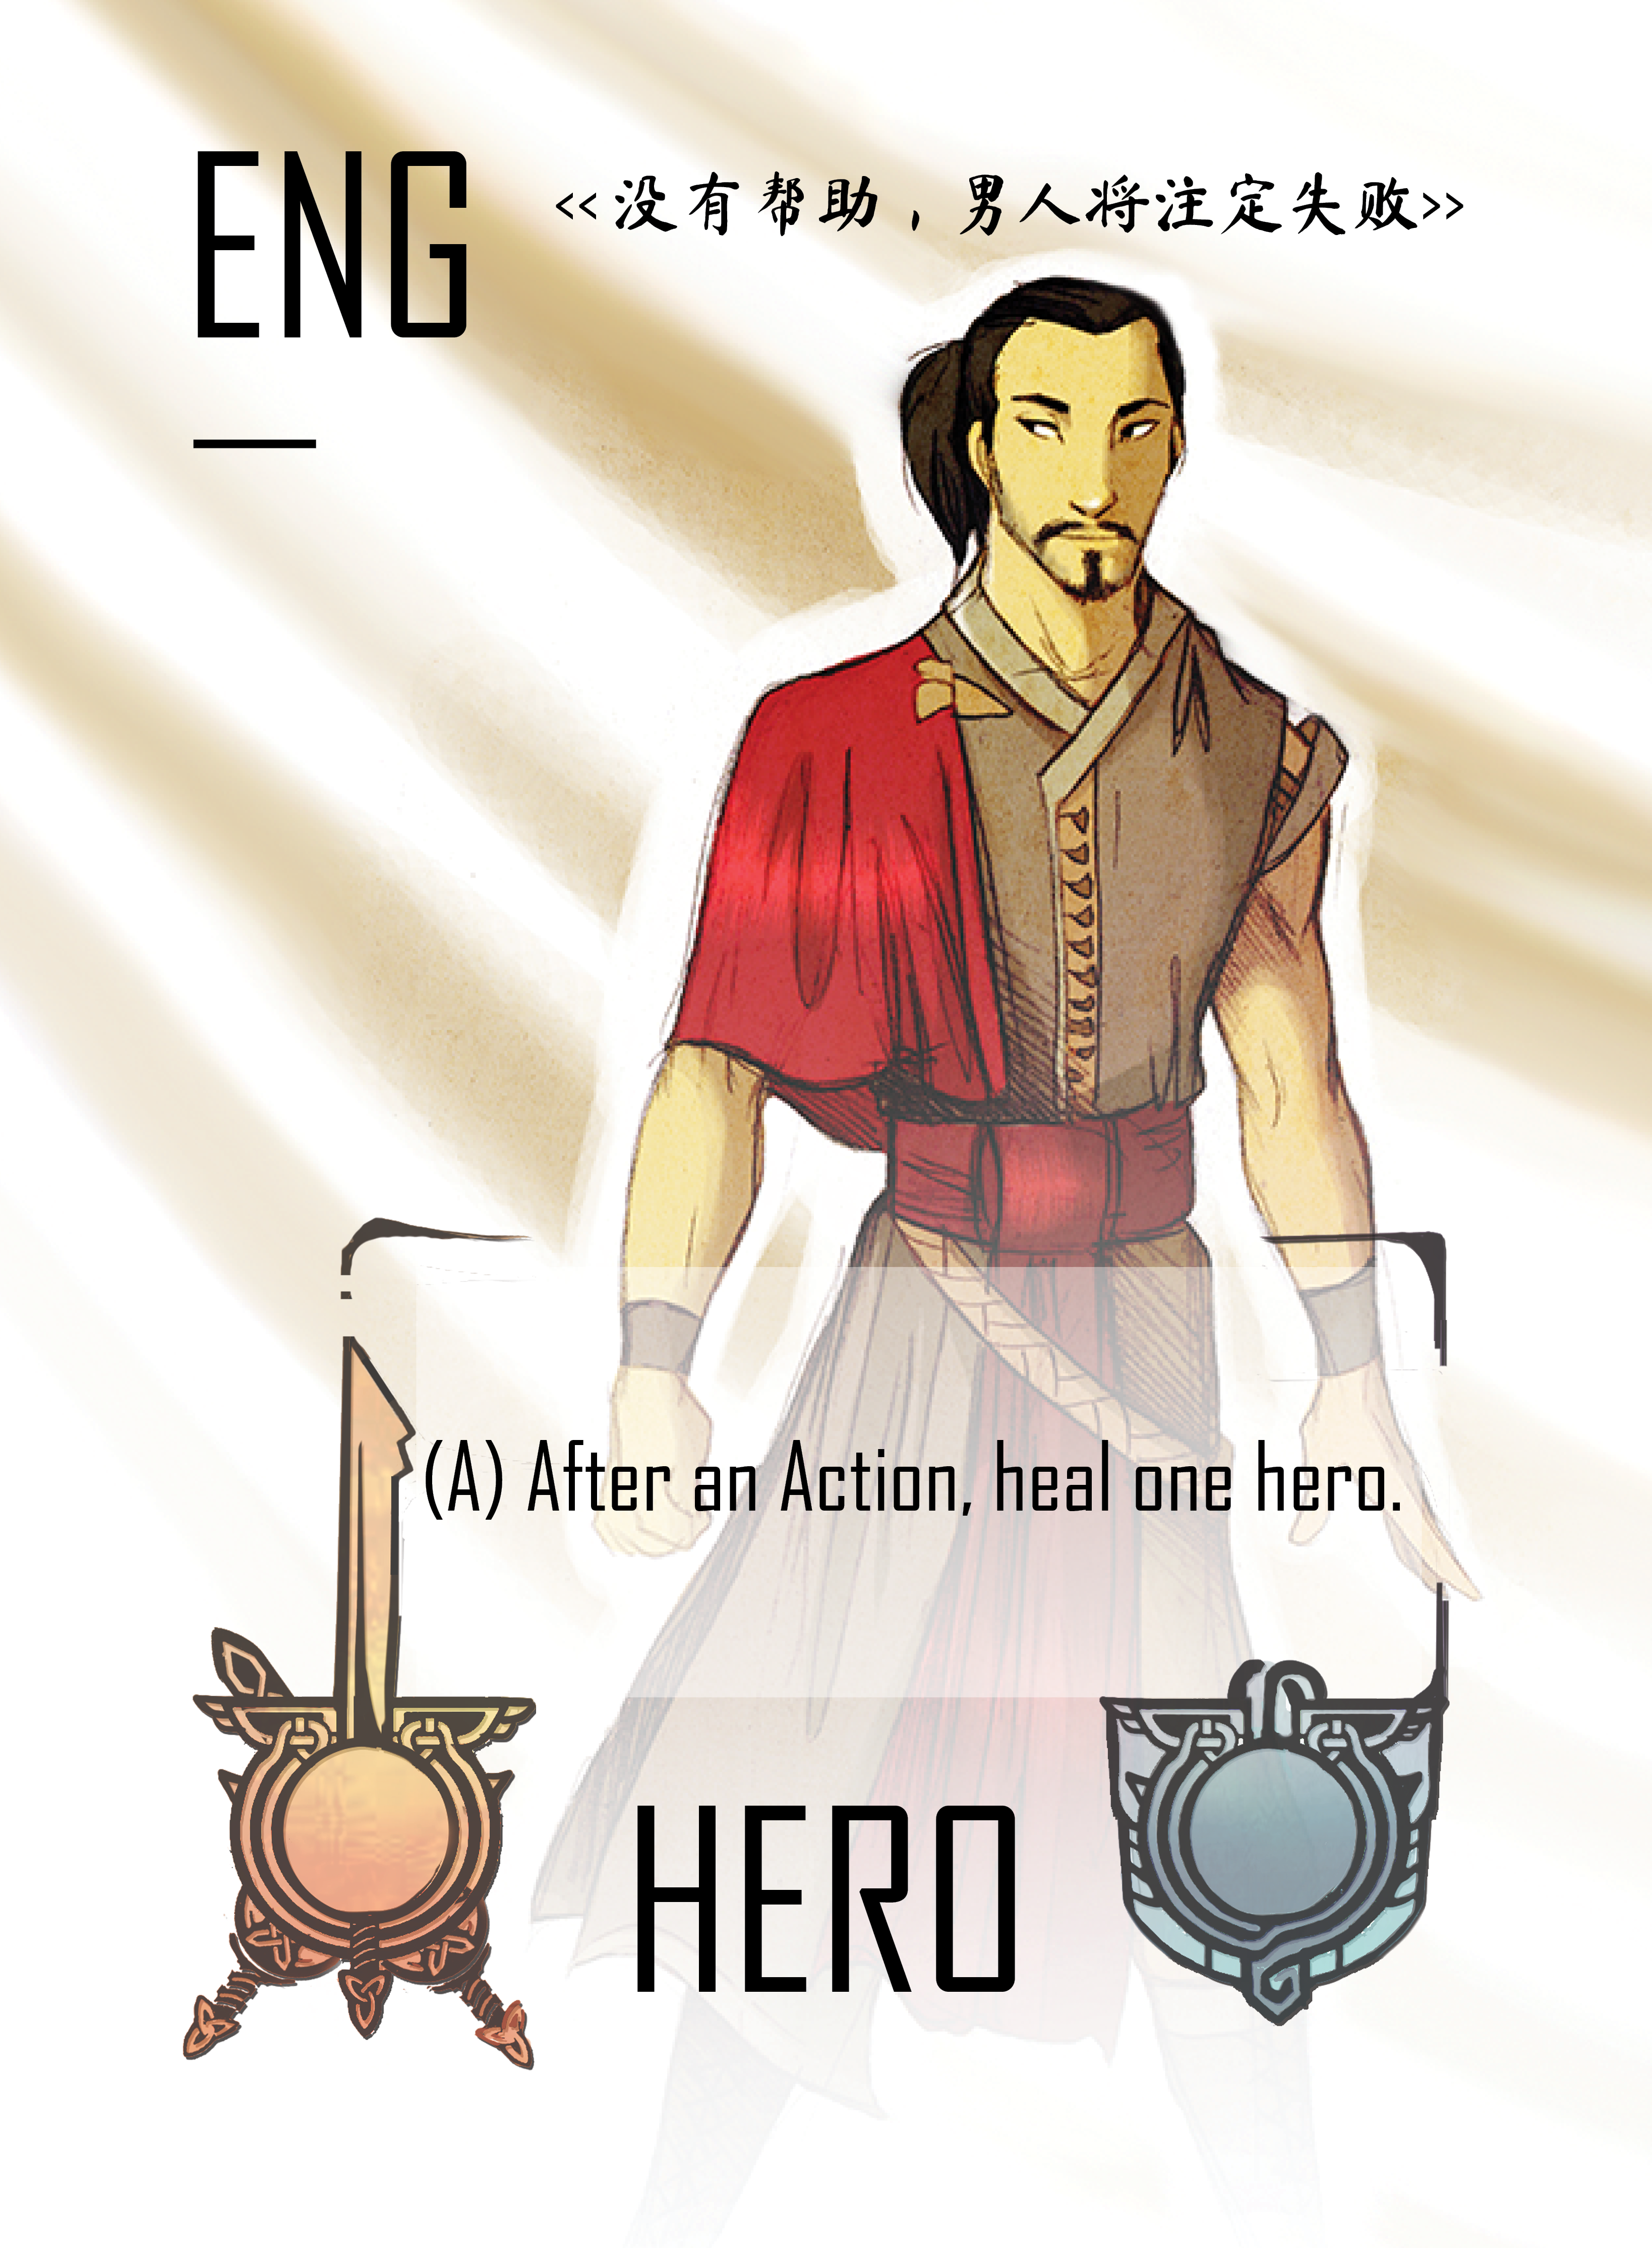 ENG
<<没有帮助，男人将注定失败>>
(A) After an Action, heal one hero.
HERO